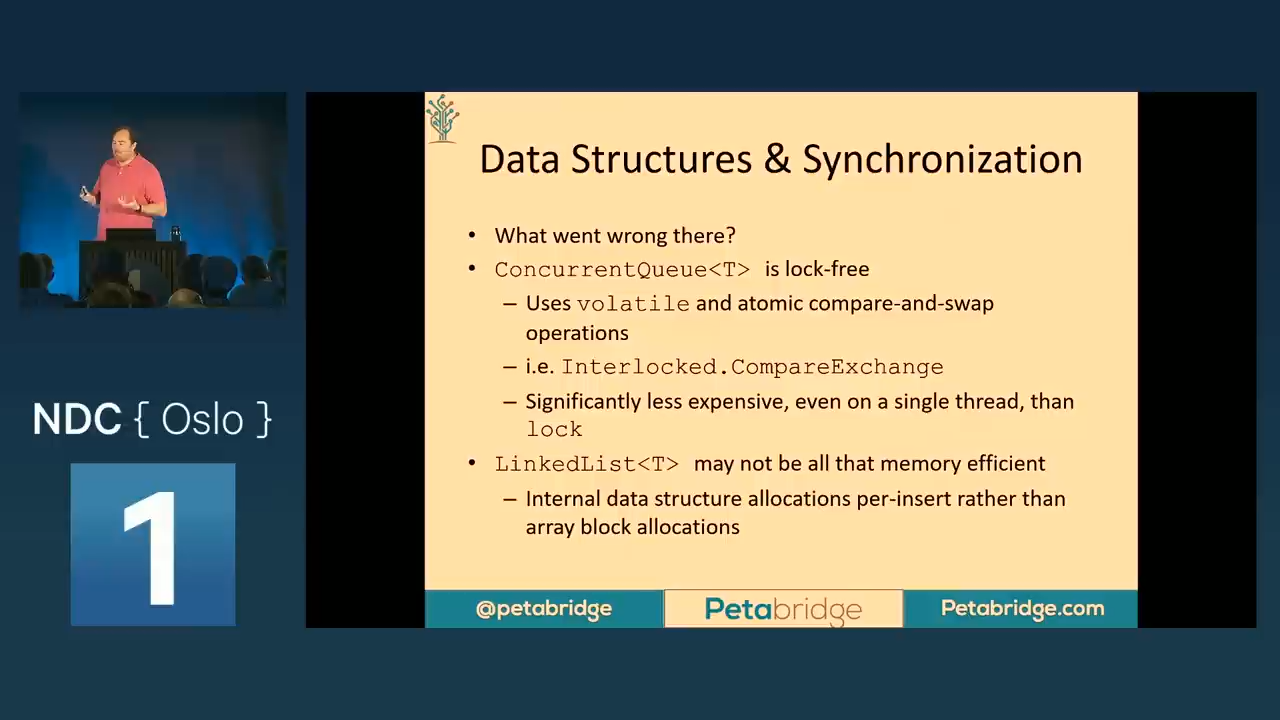 Data Structures & Synchronization
• What went wrong there?
• ConcurrentQueue<T> is lock-free
– Uses volatile and atomic compare-and-swap
operations
– i.e. Interlocked.CompareExchange
– Significantly less expensive, even on a single thread, than
lock
• LinkedList<T> may not be all that memory efficient
– Internal data structure allocations per-insert rather than
array block allocations
@petabridge
Petabridge
Petabridge.com
NDC { Oslo }
1